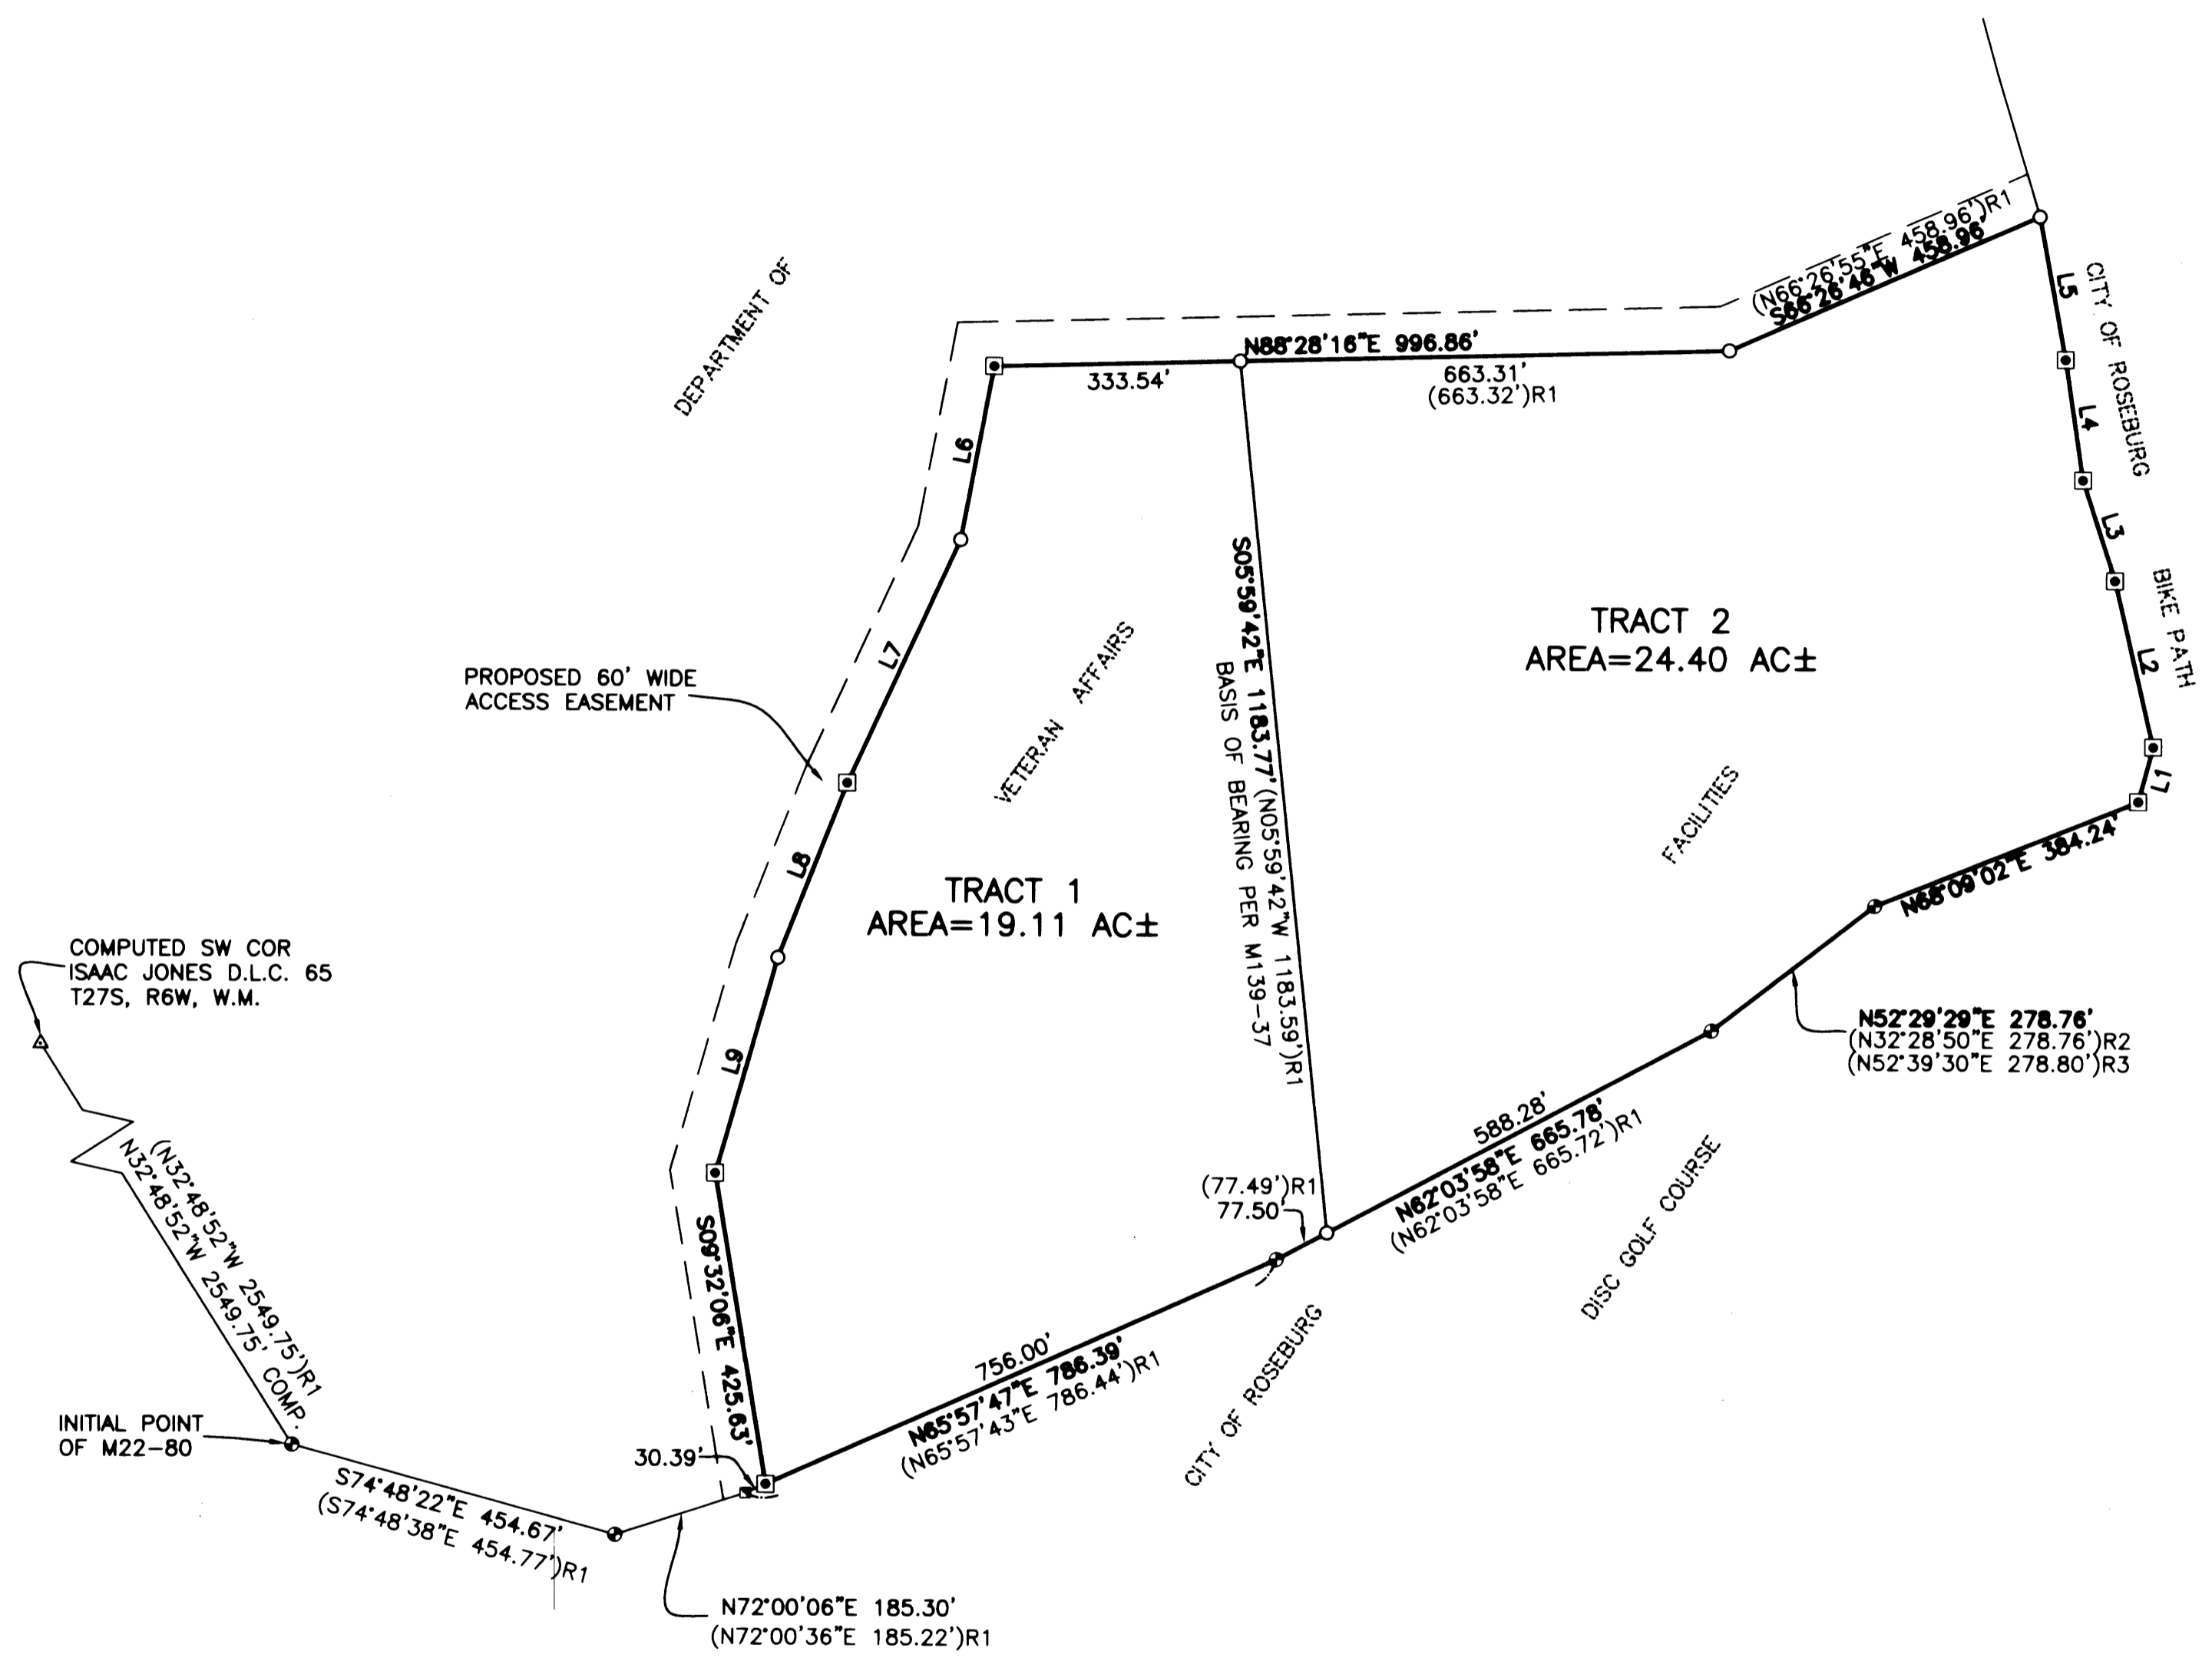 (N66°26'55"E 458.96')R1
S66°26'46"W 458.96'
DEPARTMENT OF
L5
CITY OF ROSEBURG
N88°28'16"E 996.86'
333.54'
663.31'
(663.32')R1
L6
L4
L3
S05°59'42"E 1183.77' (N05°59'42"W 1183.59')R1
BASIS OF BEARING PER M139-37
BIKE PATH
TRACT 2
AREA=24.40 AC±
L7
VETERAN AFFAIRS
L2
PROPOSED 60' WIDE
ACCESS EASEMENT
L1
FACILITIES
L8
N68°09'02"E 384.24'
TRACT 1
AREA=19.11 AC±
COMPUTED SW COR
ISAAC JONES D.L.C. 65
T27S, R6W, W.M.
N52°29'29"E 278.76'
(N32°28'50"E 278.76')R2
(N52°39'30"E 278.80')R3
L9
588.28'
N62°03'58"E 665.78'
(N62°03'58"E 665.72')R1
DISC GOLF COURSE
(77.49')R1
77.50'
(N32°48'52"W 2549.75')R1
N32°48'52"W 2549.75' COMP.
S09°32'06"E 425.63'
756.00'
N65°57'47"E 786.39'
(N65°57'43"E 786.44')R1
CITY OF ROSEBURG
INITIAL POINT
OF M22-80
30.39'
S74°48'22"E 454.67'
(S74°48'38"E 454.77')R1
N72°00'06"E 185.30'
(N72°00'36"E 185.22')R1